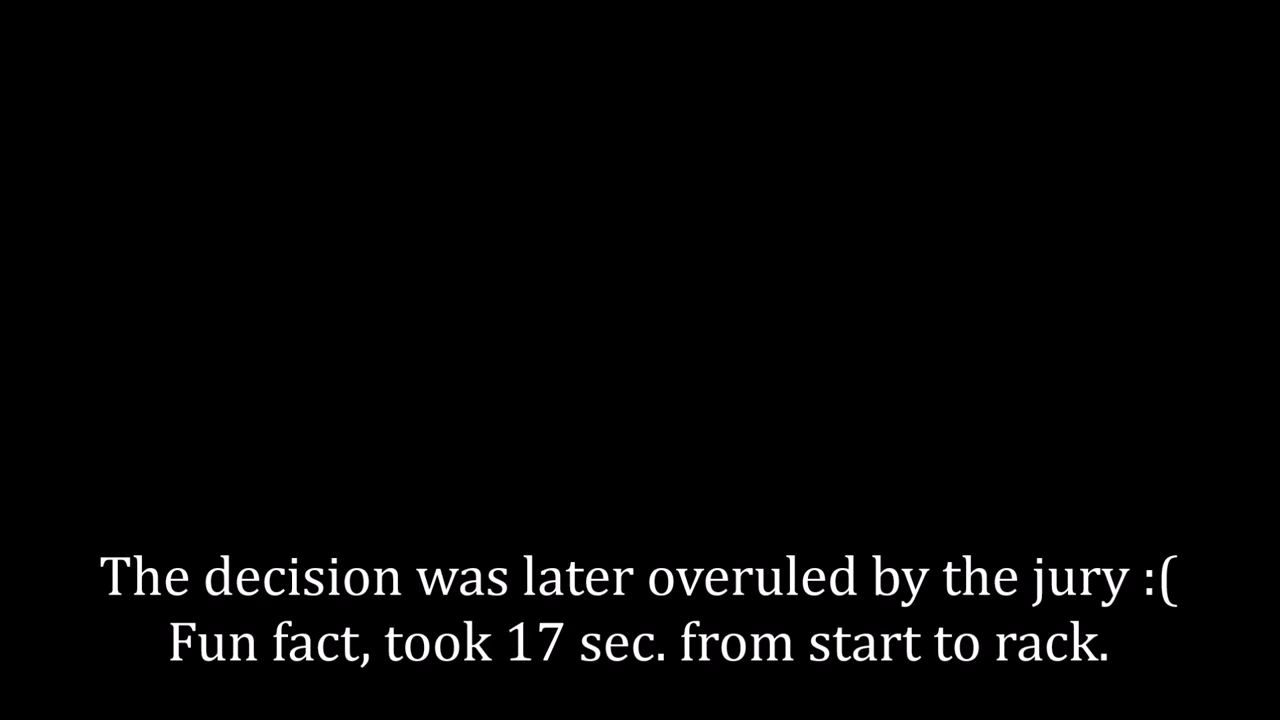 The decision was later overuled by the jury :(
Fun fact, took 17 sec. from start to rack.